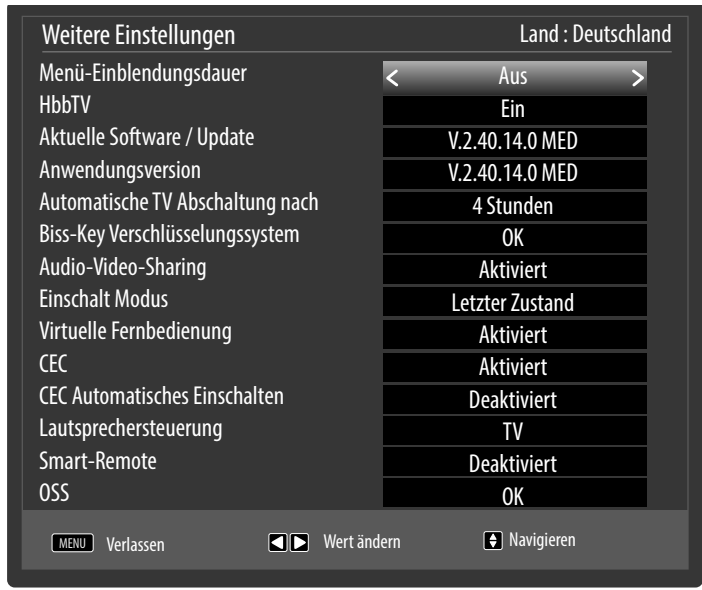 Weitere Einstellungen Land : Deutschland
Menü-Einblendungsdauer < Aus >
HbbTV Ein
Aktuelle Software / Update V.2.40.14.0 MED
Anwendungsversion V.2.40.14.0 MED
Automatische TV Abschaltung nach 4 Stunden
Biss-Key Verschlüsselungssystem OK
Audio-Video-Sharing Aktiviert
Einschalt Modus Letzter Zustand
Virtuelle Fernbedienung Aktiviert
CEC Aktiviert
CEC Automatisches Einschalten Deaktiviert
Lautsprechersteuerung TV
Smart-Remote Deaktiviert
OSS OK
MENU Verlassen Wert ändern Navigieren